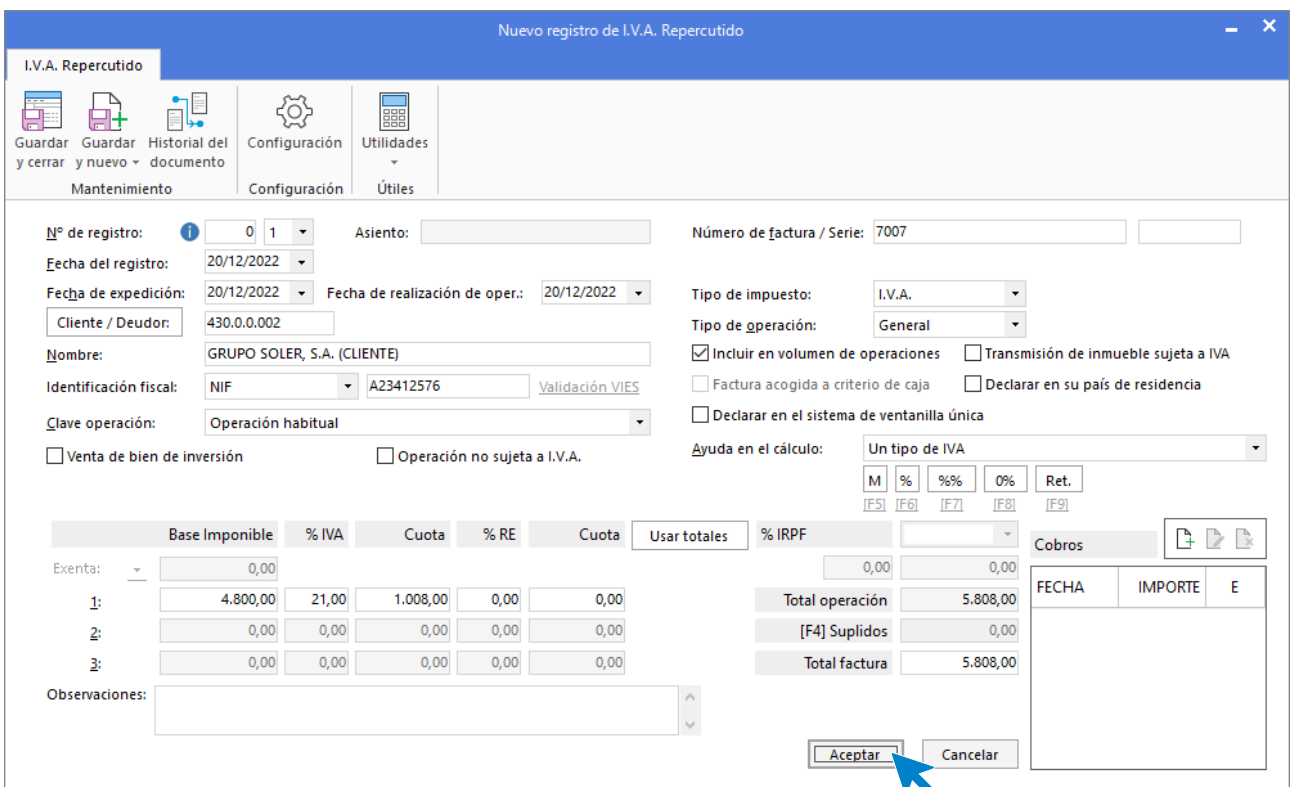 Nuevo registro de I.V.A. Repercutido
I.V.A. Repercutido
Guardar y cerrar
Guardar y nuevo
Historial del documento
Configuración
Utilidades
Mantenimiento
Configuración
Útiles
Nº de registro: 0 1 Asiento:
Número de factura / Serie: 7007
Fecha del registro: 20/12/2022
Fecha de expedición: 20/12/2022 Fecha de realización de oper.: 20/12/2022
Tipo de impuesto: I.V.A.
Cliente / Deudor: 430.0.0.002
Tipo de operación: General
Nombre: GRUPO SOLER, S.A. (CLIENTE)
Incluir en volumen de operaciones Transmisión de inmueble sujeta a IVA
Identificación fiscal: NIF A23412576 Validación VIES
Factura acogida a criterio de caja Declarar en su país de residencia
Clave operación: Operación habitual
Declarar en el sistema de ventanilla única
Venta de bien de inversión Operación no sujeta a I.V.A.
Ayuda en el cálculo: Un tipo de IVA
M % %% 0% Ret.
[F5] [F6] [F7] [F8] [F9]
Base Imponible % IVA Cuota % RE Cuota Usar totales % IRPF
Cobros
Exenta: 0,00 0,00 0,00
FECHA IMPORTE E
1: 4.800,00 21,00 1.008,00 0,00 0,00 Total operación 5.808,00
2: 0,00 0,00 0,00 0,00 0,00 [F4] Suplidos 0,00
3: 0,00 0,00 0,00 0,00 0,00 Total factura 5.808,00
Observaciones:
Aceptar Cancelar